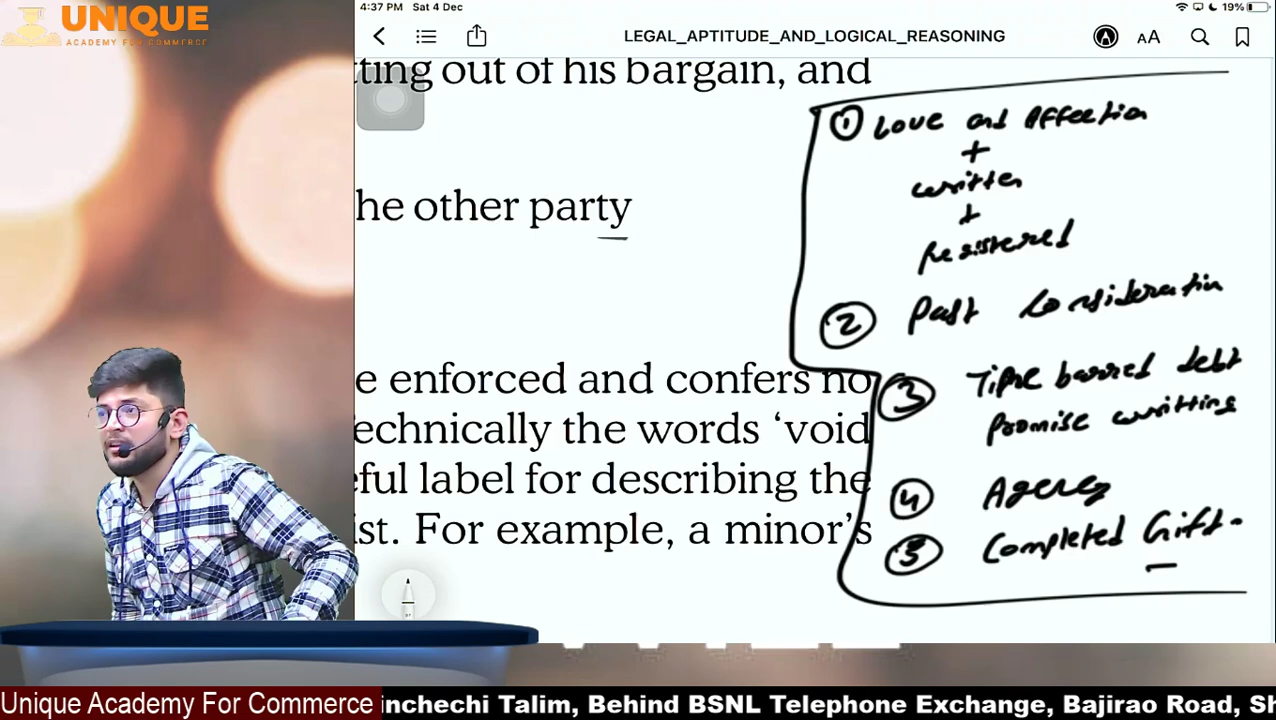 UNIQUE
ACADEMY FOR COMMERCE
4:37 PM Sat 4 Dec
19%
LEGAL_APTITUDE_AND_LOGICAL_REASONING
AA
tting out of his bargain, and
he other party
e enforced and confers no
echnically the words ‘void
eful label for describing the
ist. For example, a minor’s
① Love and Affection
+
written
+
Registered
② Past Consideration
③ Time barred debt
Promise writting
④ Agency
⑤ Completed Gift.
Unique Academy For Commerce
inchechi Talim, Behind BSNL Telephone Exchange, Bajirao Road, Sh